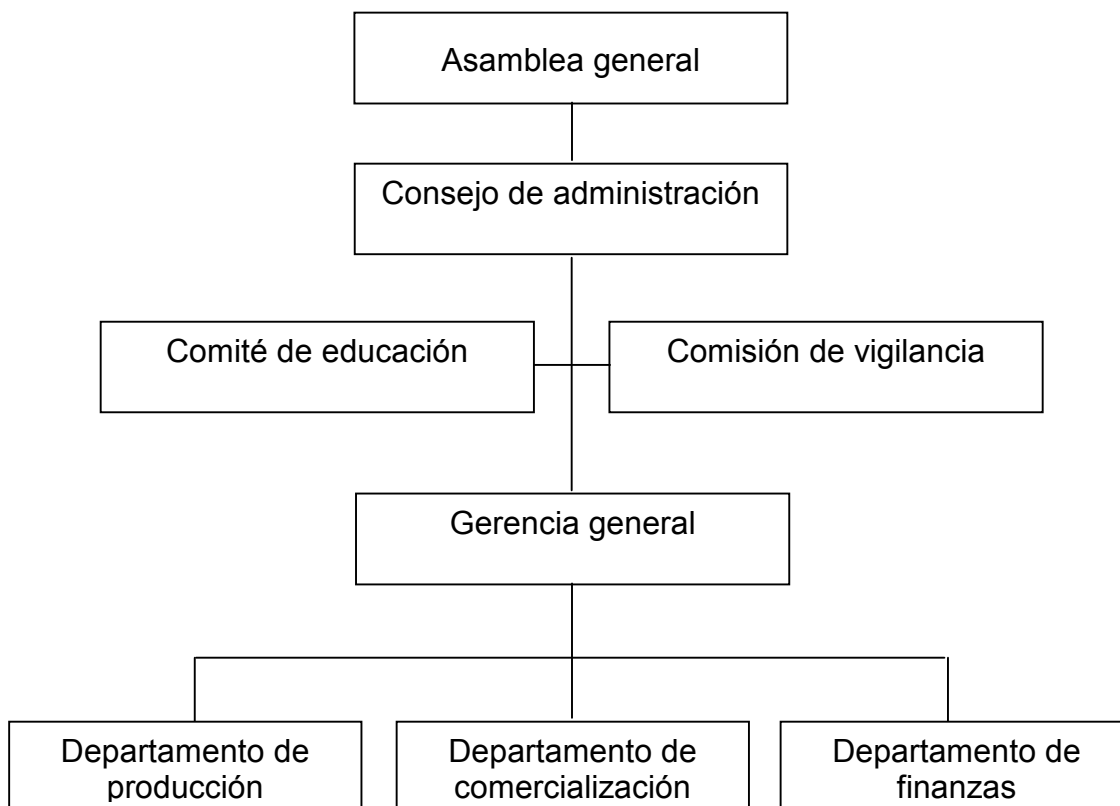 Asamblea general
Consejo de administración
Comité de educación
Comisión de vigilancia
Gerencia general
Departamento de
producción
Departamento de
comercialización
Departamento de
finanzas